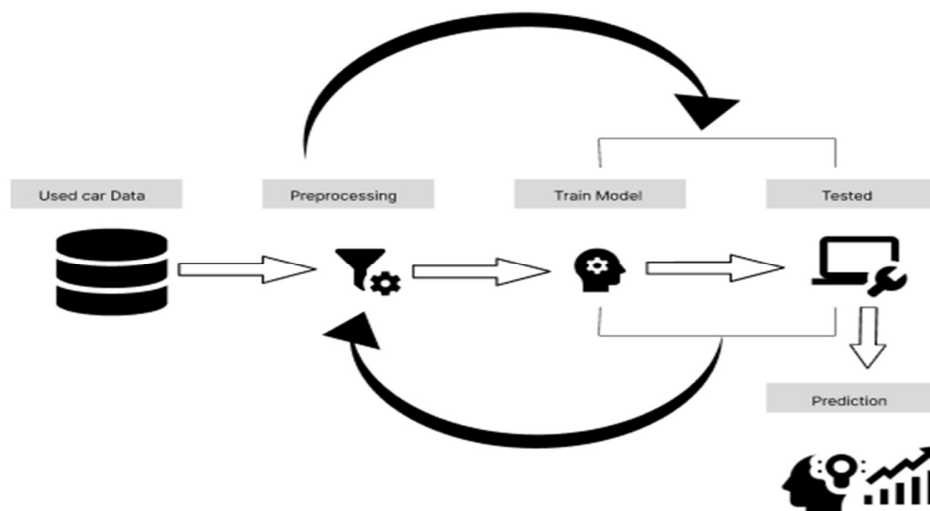 Used car Data
Preprocessing
Train Model
Tested
Prediction